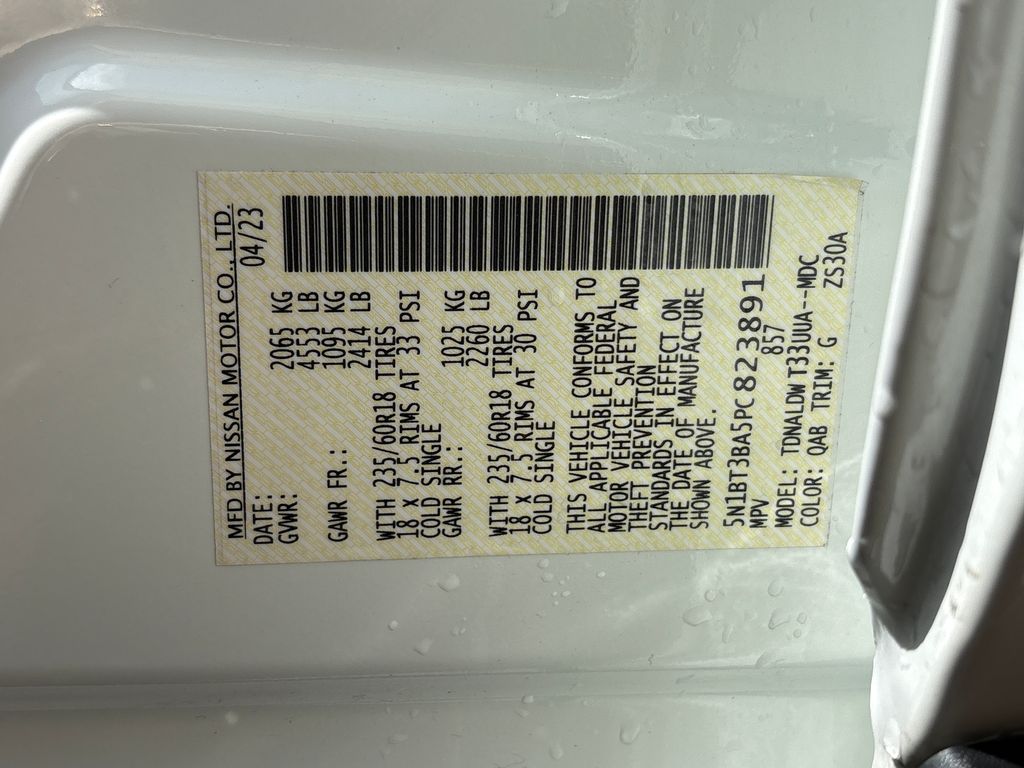 MFD BY NISSAN MOTOR CO., LTD.
DATE: 04/23
GVWR: 2065 KG
4553 LB
GAWR FR.: 1095 KG
2414 LB
WITH 235/60R18 TIRES
18 X 7.5 RIMS AT 33 PSI
COLD SINGLE
GAWR RR.: 1025 KG
2260 LB
WITH 235/60R18 TIRES
18 X 7.5 RIMS AT 30 PSI
COLD SINGLE
THIS VEHICLE CONFORMS TO
ALL APPLICABLE FEDERAL
MOTOR VEHICLE SAFETY AND
THEFT PREVENTION
STANDARDS IN EFFECT ON
THE DATE OF MANUFACTURE
SHOWN ABOVE.
5N1BT3BA5PC823891
MPV 857
MODEL: TDNALDW T33UUA--MDC
COLOR: QAB TRIM: G ZS30A